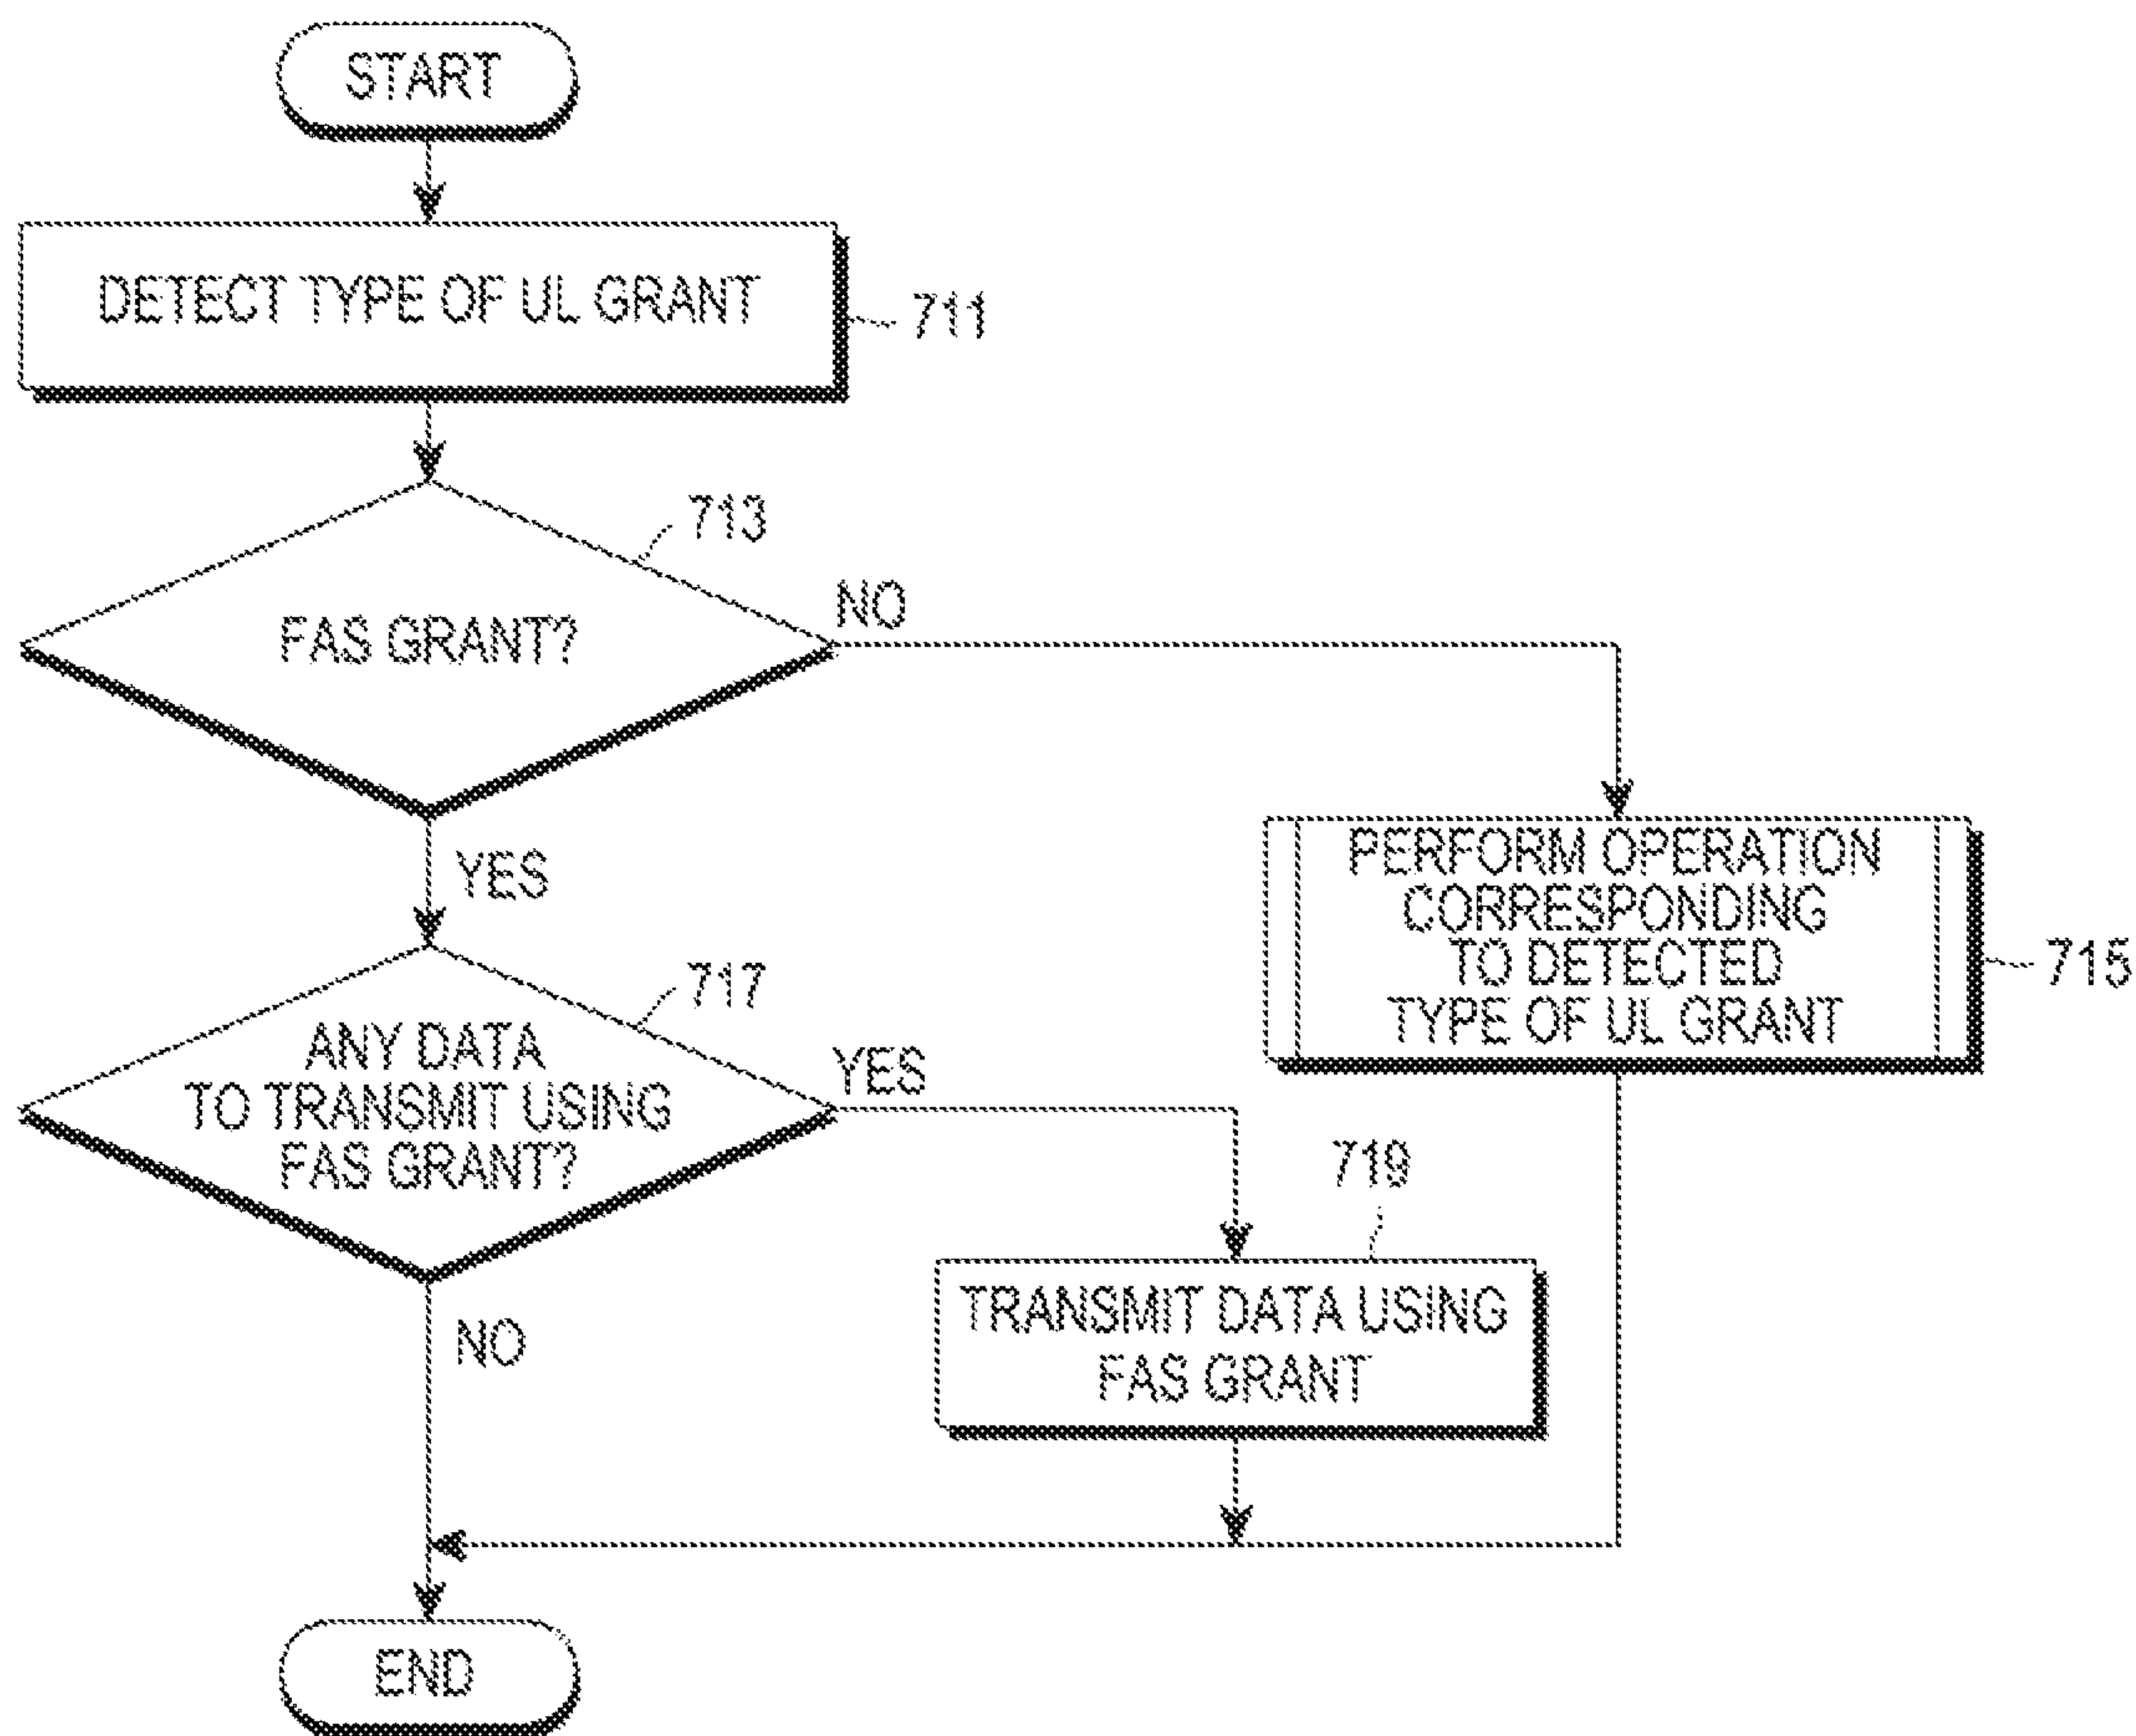 START
DETECT TYPE OF UL GRANT
711
713
FAS GRANT?
NO
YES
PERFORM OPERATION
CORRESPONDING
TO DETECTED
TYPE OF UL GRANT
715
717
ANY DATA
TO TRANSMIT USING
FAS GRANT?
YES
NO
719
TRANSMIT DATA USING
FAS GRANT
END